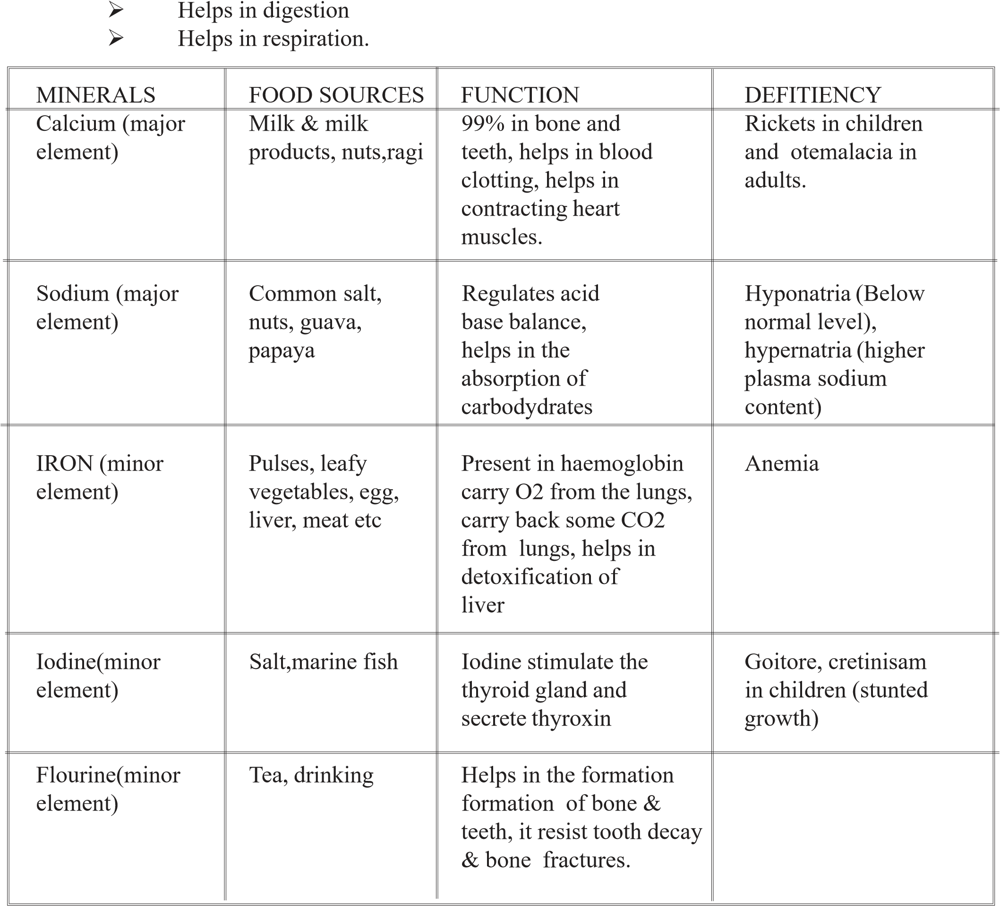 ➢ Helps in digestion
➢ Helps in respiration.
MINERALS FOOD SOURCES FUNCTION DEFITIENCY
Calcium (major
element)
Milk & milk
products, nuts,ragi
99% in bone and
teeth, helps in blood
clotting, helps in
contracting heart
muscles.
Rickets in children
and otemalacia in
adults.
Sodium (major
element)
Common salt,
nuts, guava,
papaya
Regulates acid
base balance,
helps in the
absorption of
carbodydrates
Hyponatria (Below
normal level),
hypernatria (higher
plasma sodium
content)
IRON (minor
element)
Pulses, leafy
vegetables, egg,
liver, meat etc
Present in haemoglobin
carry O2 from the lungs,
carry back some CO2
from lungs, helps in
detoxification of
liver
Anemia
Iodine(minor
element)
Salt,marine fish
Iodine stimulate the
thyroid gland and
secrete thyroxin
Goitore, cretinisam
in children (stunted
growth)
Flourine(minor
element)
Tea, drinking
Helps in the formation
formation of bone &
teeth, it resist tooth decay
& bone fractures.